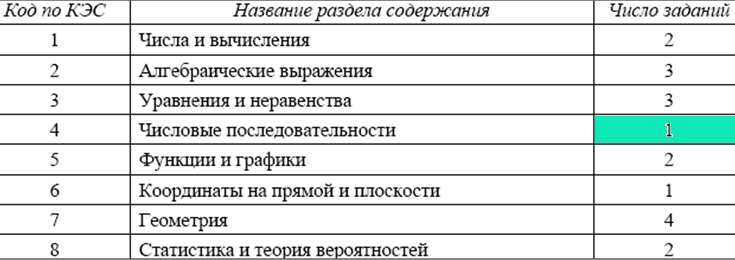 Код по КЭС Название раздела содержания Число заданий
1 Числа и вычисления 2
2 Алгебраические выражения 3
3 Уравнения и неравенства 3
4 Числовые последовательности 1
5 Функции и графики 2
6 Координаты на прямой и плоскости 1
7 Геометрия 4
8 Статистика и теория вероятностей 2